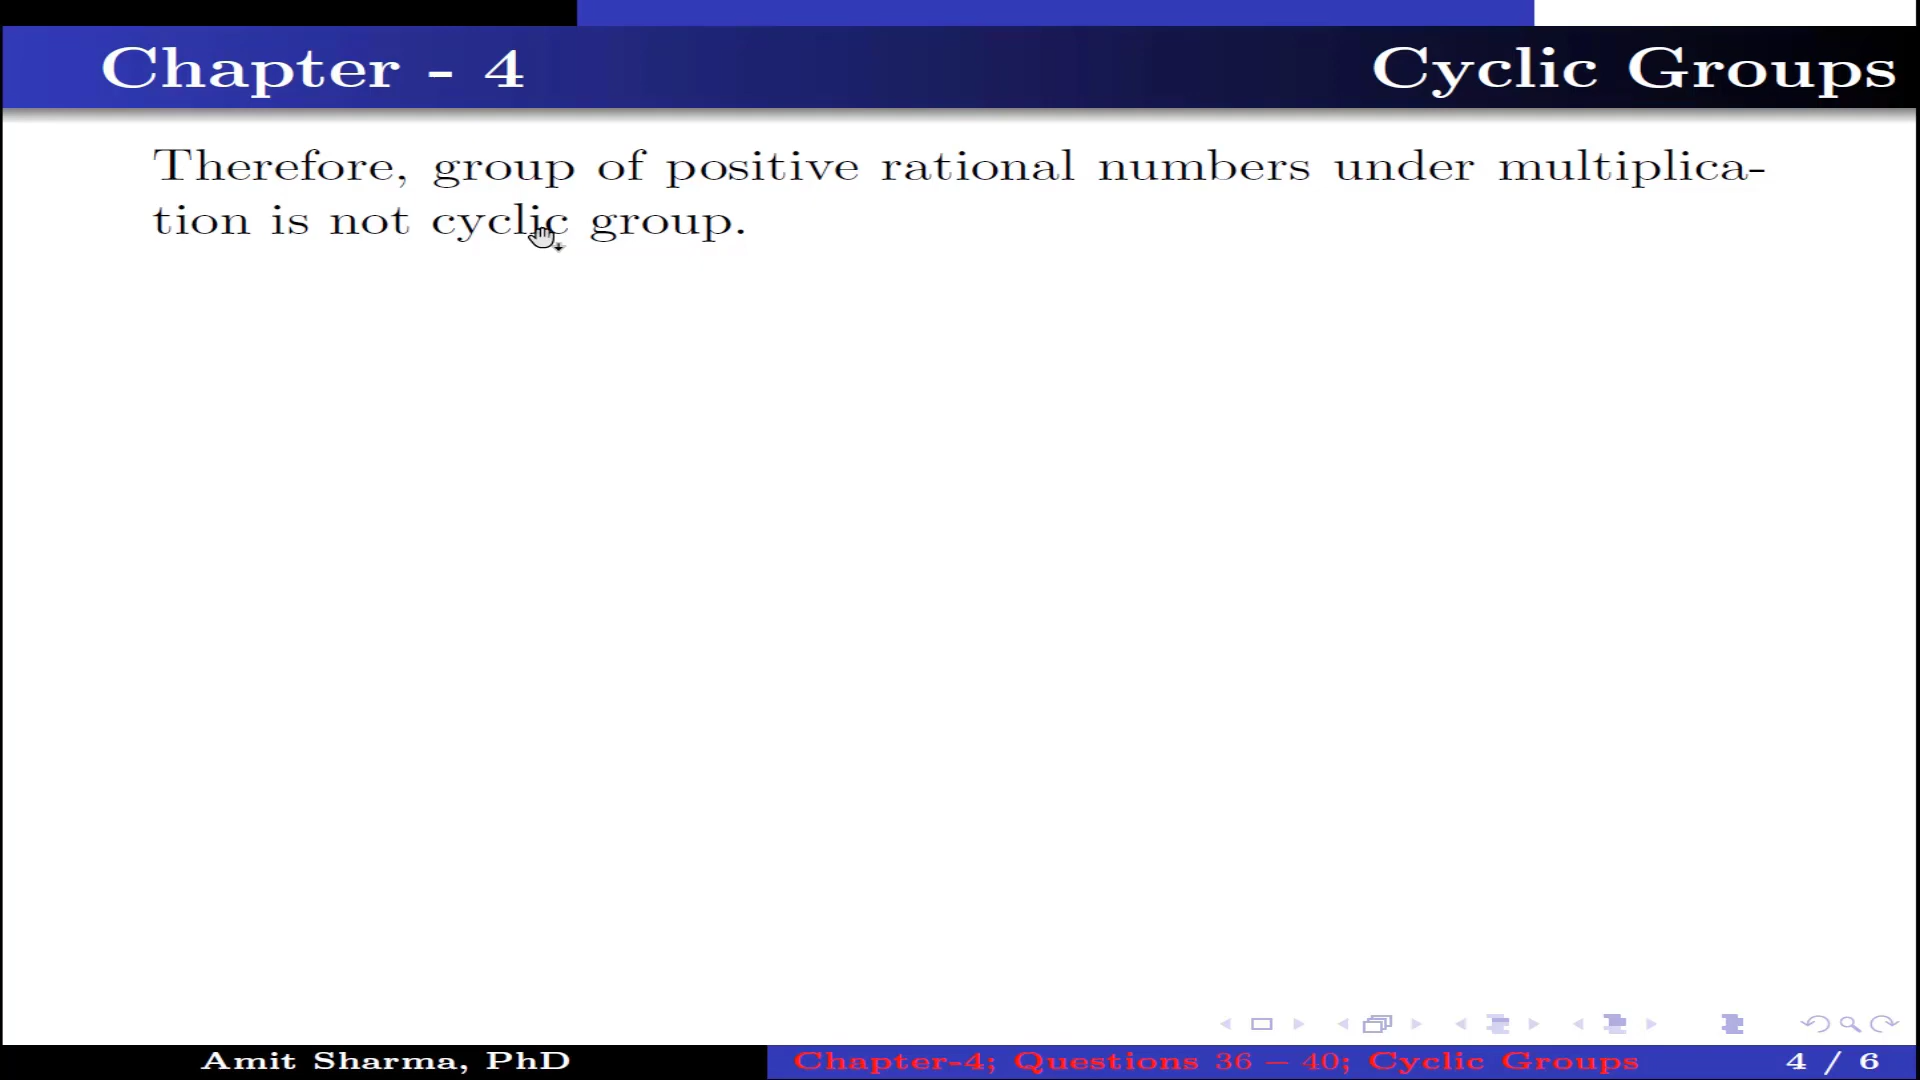 Chapter - 4
Cyclic Groups
Therefore, group of positive rational numbers under multiplica-
tion is not cyclic group.
Amit Sharma, PhD
Chapter-4; Questions 36 – 40; Cyclic Groups
4 / 6